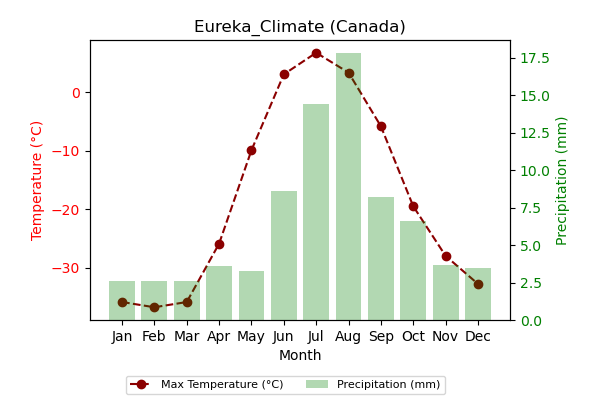 Eureka_Climate (Canada)
Temperature (°C)
0
−10
−20
−30
17.5
15.0
12.5
10.0
7.5
5.0
2.5
0.0
Precipitation (mm)
Jan Feb Mar Apr May Jun Jul Aug Sep Oct Nov Dec
Month
Max Temperature (°C) Precipitation (mm)